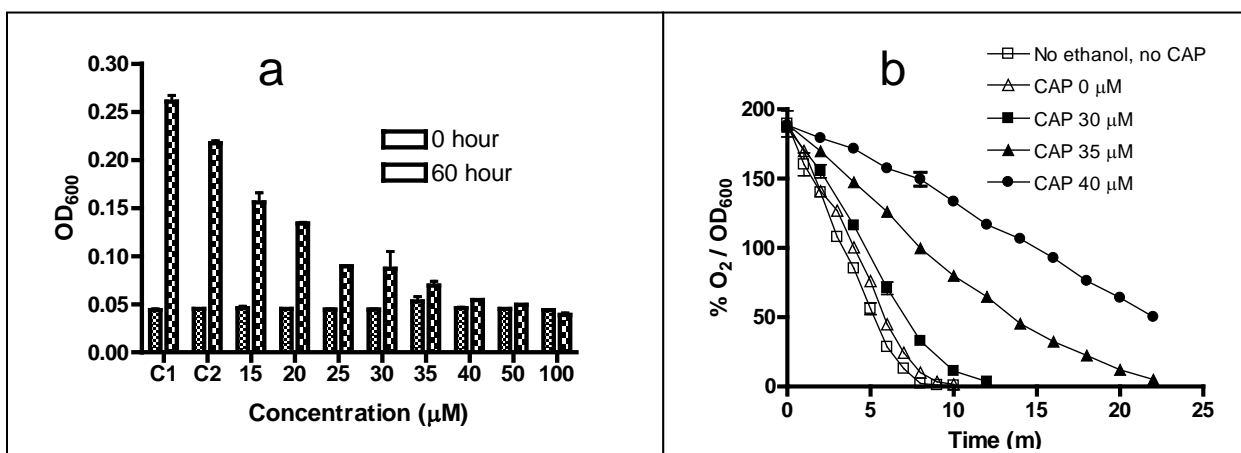 a
0.30
0.25
0.20
0.15
0.10
0.05
0.00
OD600
0 hour
60 hour
C1 C2 15 20 25 30 35 40 50 100
Concentration (μM)
b
No ethanol, no CAP
CAP 0 μM
CAP 30 μM
CAP 35 μM
CAP 40 μM
200
150
100
50
0
% O2 / OD600
0 5 10 15 20 25
Time (m)